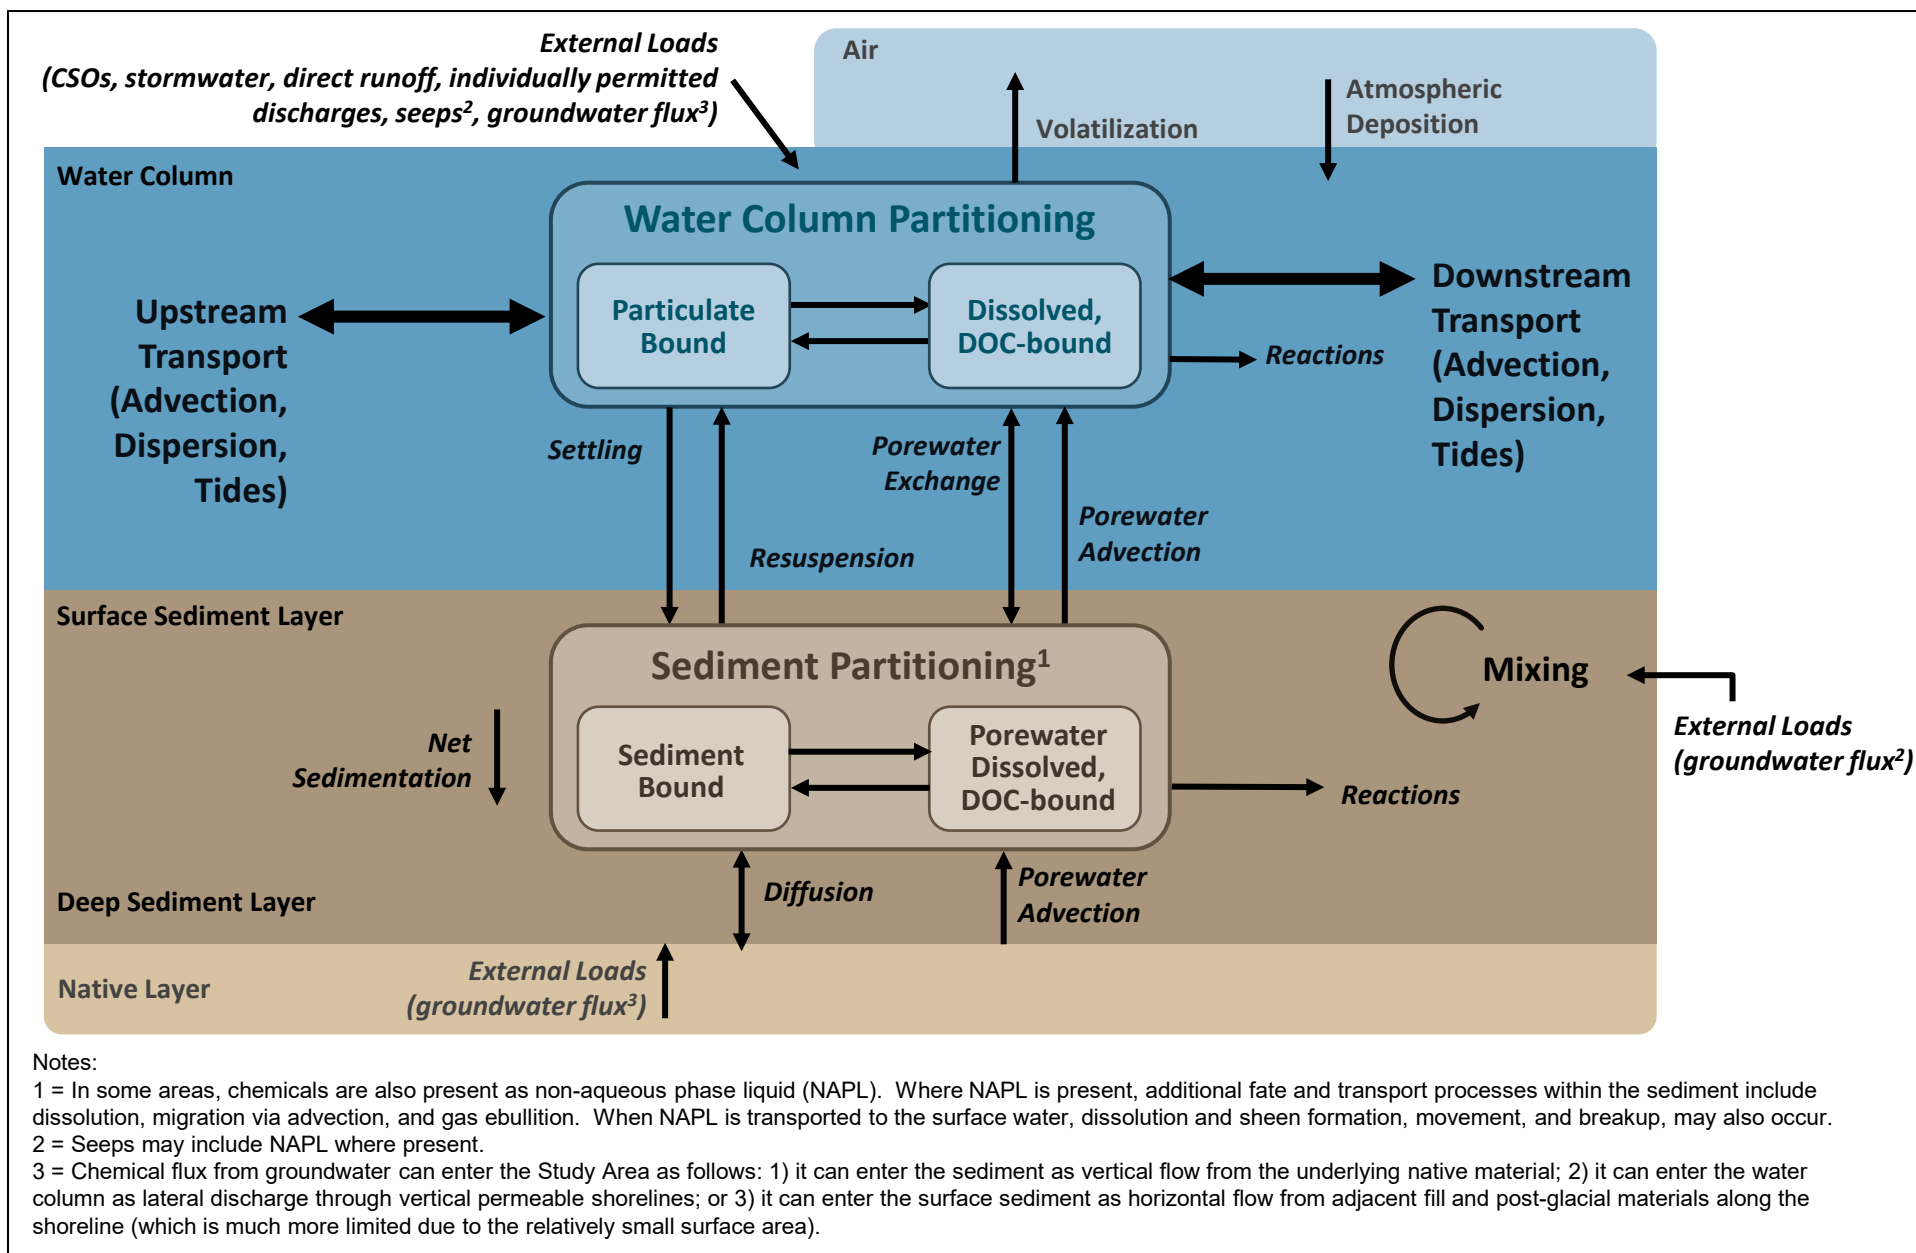 External Loads
(CSOs, stormwater, direct runoff, individually permitted
discharges, seeps², groundwater flux³)
Air
Volatilization
Atmospheric
Deposition
Water Column
Water Column Partitioning
Particulate
Bound
Dissolved,
DOC-bound
Upstream
Transport
(Advection,
Dispersion,
Tides)
Downstream
Transport
(Advection,
Dispersion,
Tides)
Reactions
Settling
Resuspension
Porewater
Exchange
Porewater
Advection
Surface Sediment Layer
Sediment Partitioning¹
Sediment
Bound
Porewater
Dissolved,
DOC-bound
Mixing
External Loads
(groundwater flux²)
Net
Sedimentation
Reactions
Diffusion
Porewater
Advection
Deep Sediment Layer
Native Layer
External Loads
(groundwater flux³)
Notes:
1 = In some areas, chemicals are also present as non-aqueous phase liquid (NAPL). Where NAPL is present, additional fate and transport processes within the sediment include
dissolution, migration via advection, and gas ebullition. When NAPL is transported to the surface water, dissolution and sheen formation, movement, and breakup, may also occur.
2 = Seeps may include NAPL where present.
3 = Chemical flux from groundwater can enter the Study Area as follows: 1) it can enter the sediment as vertical flow from the underlying native material; 2) it can enter the water
column as lateral discharge through vertical permeable shorelines; or 3) it can enter the surface sediment as horizontal flow from adjacent fill and post-glacial materials along the
shoreline (which is much more limited due to the relatively small surface area).